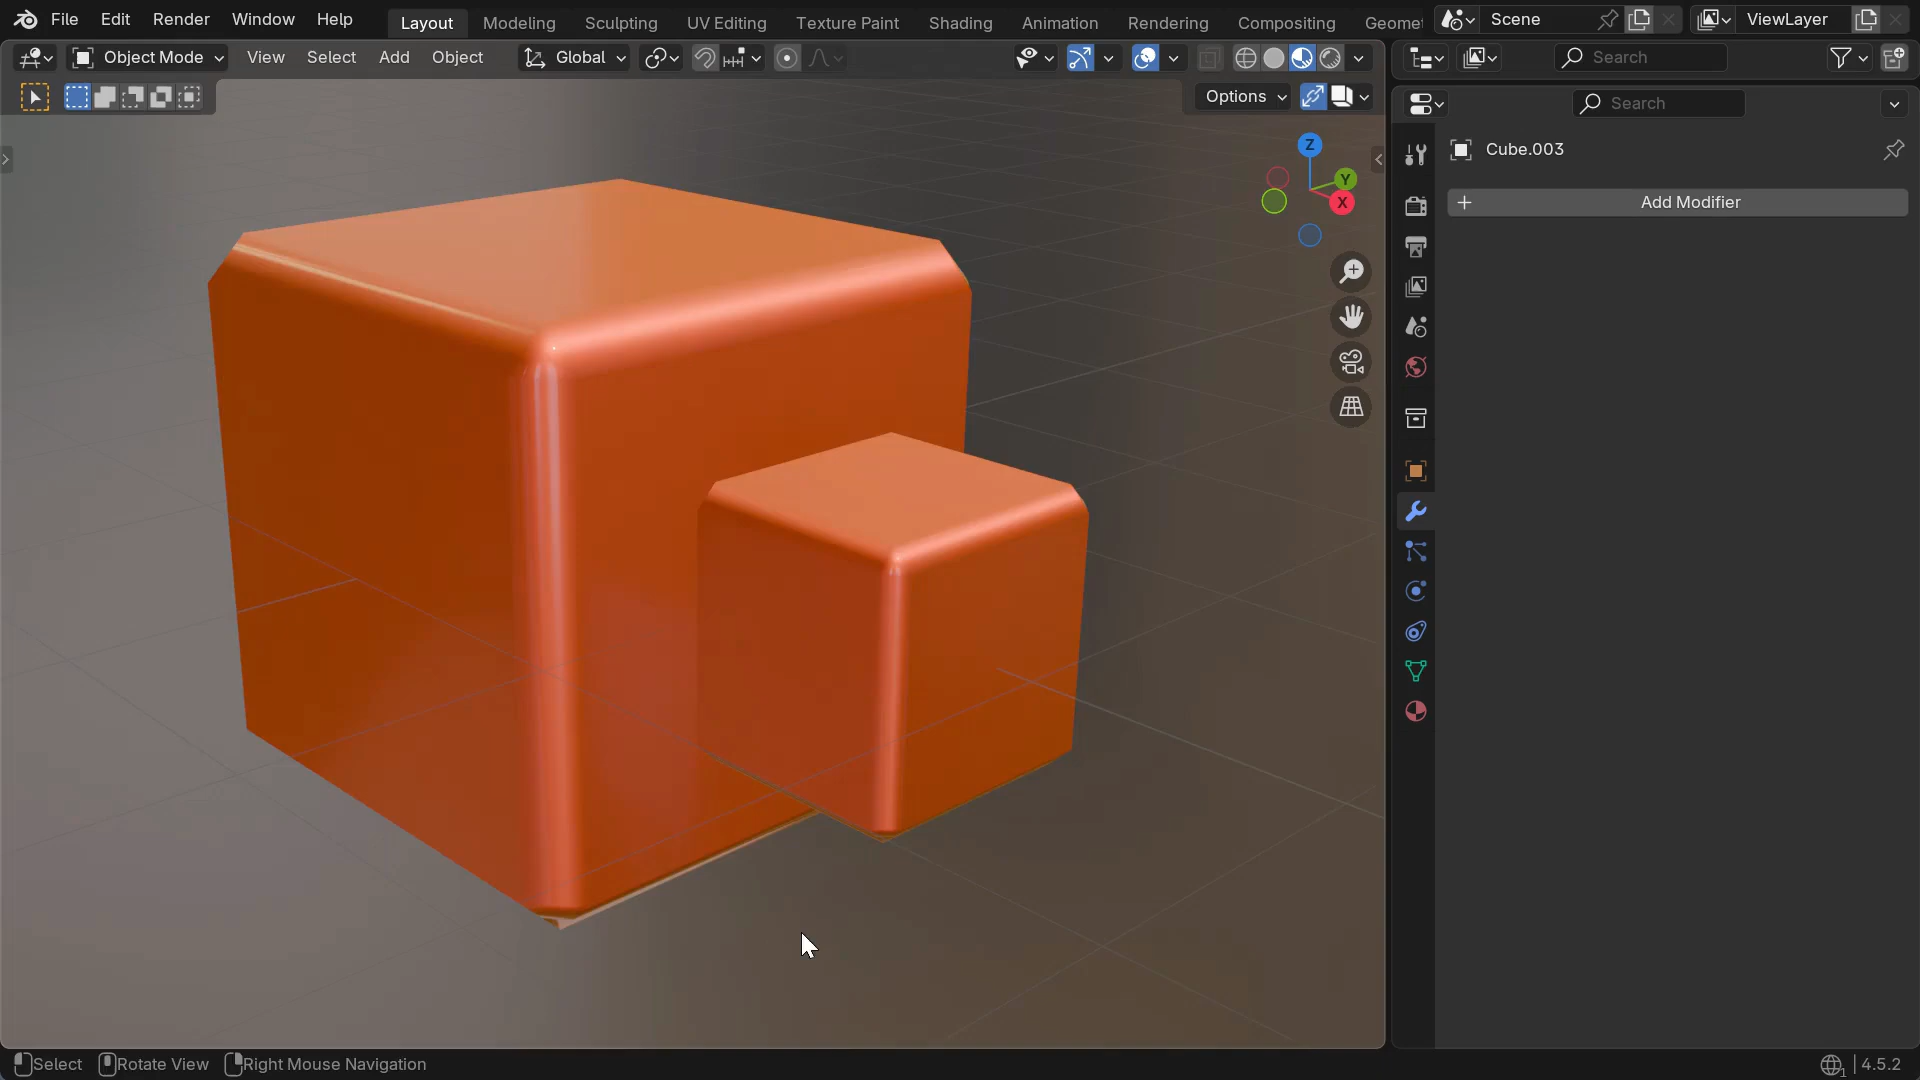 File Edit Render Window Help
Layout Modeling Sculpting UV Editing Texture Paint Shading Animation Rendering Compositing Geomet
Scene
ViewLayer
Object Mode View Select Add Object
Global
Search
Options
Search
Z
Y
X
Cube.003
Add Modifier
Select Rotate View Right Mouse Navigation
1 4.5.2